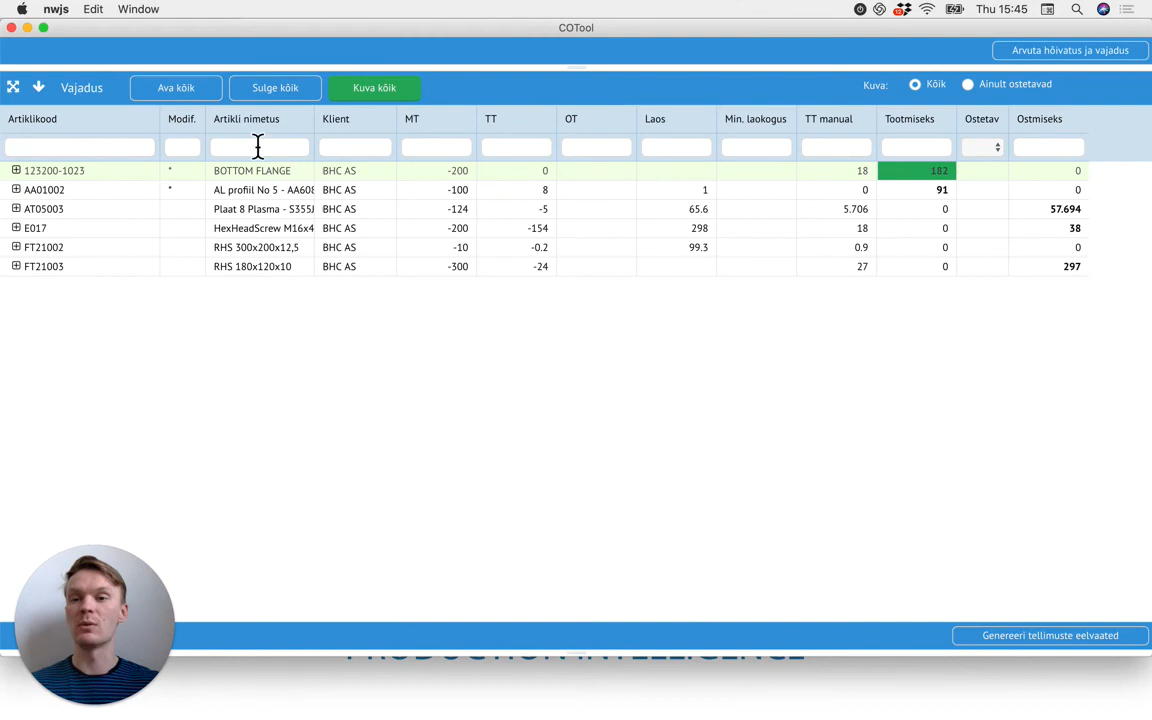 nwjs Edit Window Thu 15:45
COTool
Arvuta hõivatus ja vajadus
Vajadus Ava kõik Sulge kõik Kuva kõik Kuva: Kõik Ainult ostetavad
Artiklikood Modif. Artikli nimetus Klient MT TT OT Laos Min. laokogus TT manual Tootmiseks Ostetav Ostmiseks
123200-1023 * BOTTOM FLANGE BHC AS -200 0 18 182 0
AA01002 * AL profiil No 5 - AA608 BHC AS -100 8 1 0 91 0
AT05003 Plaat 8 Plasma - S355J BHC AS -124 -5 65.6 5.706 0 57.694
E017 HexHeadScrew M16x4 BHC AS -200 -154 298 18 0 38
FT21002 RHS 300x200x12,5 BHC AS -10 -0.2 99.3 0.9 0 0
FT21003 RHS 180x120x10 BHC AS -300 -24 27 0 297
Genereeri tellimuste eelvaated
PRODUCTION INTELLIGENCE